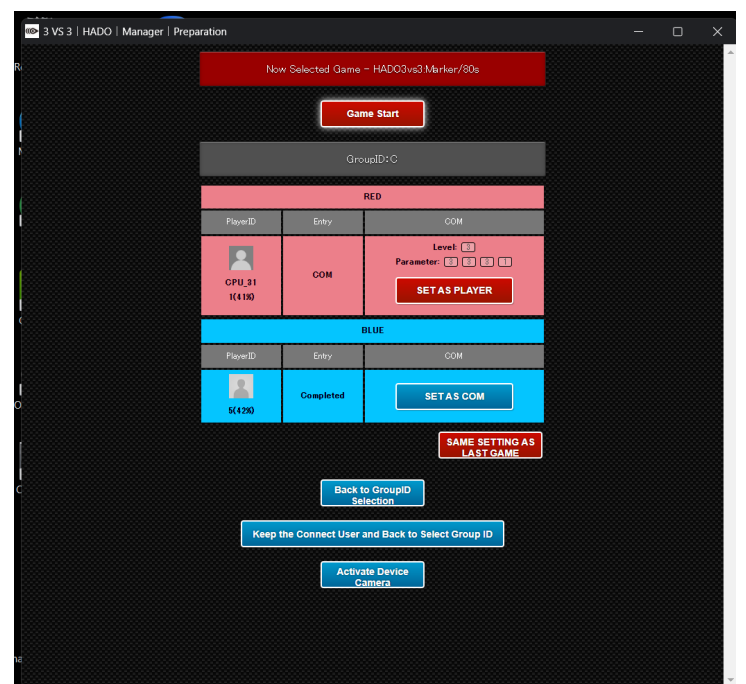 3 VS 3 | HADO | Manager | Preparation
Now Selected Game - HADO3vs3:Marker/80s
Game Start
GroupID:C
RED
PlayerID Entry COM
Level: 3
Parameter: 3 3 3 1
CPU_31
1(41%)
COM
SET AS PLAYER
BLUE
PlayerID Entry COM
5(42%)
Completed
SET AS COM
SAME SETTING AS
LAST GAME
Back to GroupID
Selection
Keep the Connect User and Back to Select Group ID
Activate Device
Camera